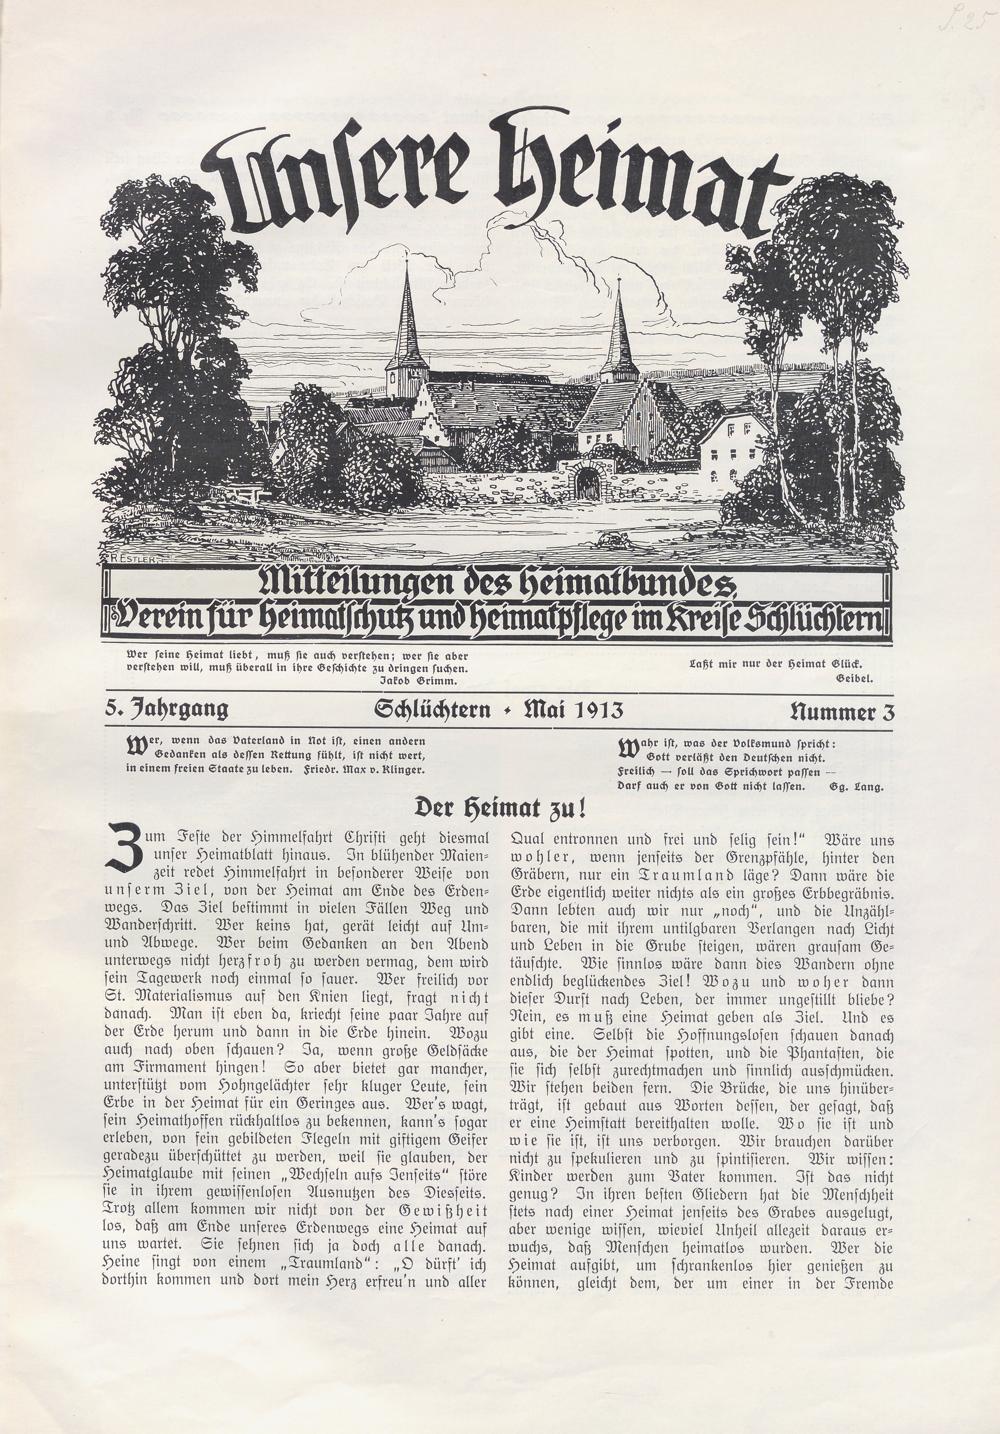 S. 25
Unsere Heimat
R. ESTLER.
Mitteilungen des Heimatbundes,
Verein für Heimatschutz und Heimatpflege im Kreise Schlüchtern
Wer seine Heimat liebt, muß sie auch verstehen; wer sie aber
verstehen will, muß überall in ihre Geschichte zu dringen suchen.
Jakob Grimm.
Laßt mir nur der Heimat Glück.
Geibel.
5. Jahrgang Schlüchtern • Mai 1913 Nummer 3
Wer, wenn das Vaterland in Not ist, einen andern
Gedanken als dessen Rettung fühlt, ist nicht wert,
in einem freien Staate zu leben. Friedr. Max v. Klinger.
Wahr ist, was der Volksmund spricht:
Gott verläßt den Deutschen nicht.
Freilich — soll das Sprichwort passen —
Darf auch er von Gott nicht lassen. Gg. Lang.
Der Heimat zu!
Zum Feste der Himmelfahrt Christi geht diesmal
unser Heimatblatt hinaus. In blühender Maien-
zeit redet Himmelfahrt in besonderer Weise von
unserm Ziel, von der Heimat am Ende des Erden-
wegs. Das Ziel bestimmt in vielen Fällen Weg und
Wanderschritt. Wer keins hat, gerät leicht auf Um-
und Abwege. Wer beim Gedanken an den Abend
unterwegs nicht herzfroh zu werden vermag, dem wird
sein Tagewerk noch einmal so sauer. Wer freilich vor
St. Materialismus auf den Knien liegt, fragt nicht
danach. Man ist eben da, kriecht seine paar Jahre auf
der Erde herum und dann in die Erde hinein. Wozu
auch nach oben schauen? Ja, wenn große Geldsäcke
am Firmament hingen! So aber bietet gar mancher,
unterstützt vom Hohngelächter sehr kluger Leute, sein
Erbe in der Heimat für ein Geringes aus. Wer's wagt,
sein Heimathoffen rückhaltlos zu bekennen, kann's sogar
erleben, von fein gebildeten Flegeln mit giftigem Geifer
geradezu überschüttet zu werden, weil sie glauben, der
Heimatglaube mit seinen „Wechseln aufs Jenseits“ störe
sie in ihrem gewissenlosen Ausnutzen des Diesseits.
Trotz allem kommen wir nicht von der Gewißheit
los, daß am Ende unseres Erdenwegs eine Heimat auf
uns wartet. Sie sehnen sich ja doch alle danach.
Heine singt von einem „Traumland“: „O dürft' ich
dorthin kommen und dort mein Herz erfreu'n und aller
Qual entronnen und frei und selig sein!“ Wäre uns
wohler, wenn jenseits der Grenzpfähle, hinter den
Gräbern, nur ein Traumland läge? Dann wäre die
Erde eigentlich weiter nichts als ein großes Erbbegräbnis.
Dann lebten auch wir nur „noch“, und die Unzähl-
baren, die mit ihrem untilgbaren Verlangen nach Licht
und Leben in die Grube steigen, wären grausam Ge-
täuschte. Wie sinnlos wäre dann dies Wandern ohne
endlich beglückendes Ziel! Wozu und woher dann
dieser Durst nach Leben, der immer ungestillt bliebe?
Nein, es muß eine Heimat geben als Ziel. Und es
gibt eine. Selbst die Hoffnungslosen schauen danach
aus, die der Heimat spotten, und die Phantasten, die
sie sich selbst zurechtmachen und sinnlich ausschmücken.
Wir stehen beiden fern. Die Brücke, die uns hinüber-
trägt, ist gebaut aus Worten dessen, der gesagt, daß
er eine Heimstatt bereithalten wolle. Wo sie ist und
wie sie ist, ist uns verborgen. Wir brauchen darüber
nicht zu spekulieren und zu spintisieren. Wir wissen:
Kinder werden zum Vater kommen. Ist das nicht
genug? In ihren besten Gliedern hat die Menschheit
stets nach einer Heimat jenseits des Grabes ausgelugt,
aber wenige wissen, wieviel Unheil allezeit daraus er-
wuchs, daß Menschen heimatlos wurden. Wer die
Heimat aufgibt, um schrankenlos hier genießen zu
können, gleicht dem, der um einer in der Fremde